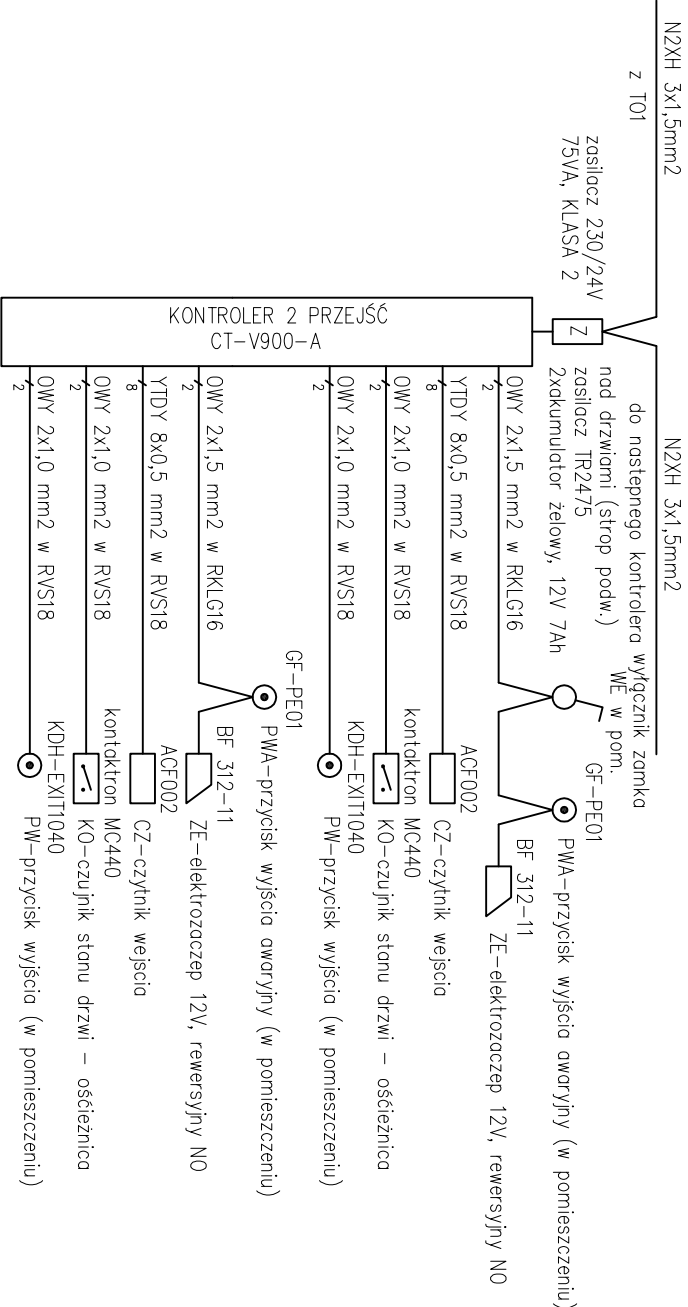 N2XH 3x1,5mm2
z T01
zasilacz 230/24V
75VA, KLASA 2
Z
N2XH 3x1,5mm2
do nastepnego kontrolera
nad drzwiami (strop podw.)
zasilacz TR2475
2xakumulator żelowy, 12V 7Ah
KONTROLER 2 PRZEJŚĆ
CT-V900-A
2
OWY 2x1,5 mm2 w RKLG16
wyłącznik zamka
WE w pom.
GF-PE01
PWA-przycisk wyjścia awaryjny (w pomieszczeniu)
BF 312-11
ZE-elektrozaczep 12V, rewersyjny NO
8
YTDY 8x0,5 mm2 w RVS18
ACF002
CZ-czytnik wejscia
2
OWY 2x1,0 mm2 w RVS18
kontaktron MC440
KO-czujnik stanu drzwi - ośćieżnica
2
OWY 2x1,0 mm2 w RVS18
KDH-EXIT1040
PW-przycisk wyjścia (w pomieszczeniu)
GF-PE01
PWA-przycisk wyjścia awaryjny (w pomieszczeniu)
2
OWY 2x1,5 mm2 w RKLG16
BF 312-11
ZE-elektrozaczep 12V, rewersyjny NO
8
YTDY 8x0,5 mm2 w RVS18
ACF002
CZ-czytnik wejscia
2
OWY 2x1,0 mm2 w RVS18
kontaktron MC440
KO-czujnik stanu drzwi - ośćieżnica
2
OWY 2x1,0 mm2 w RVS18
KDH-EXIT1040
PW-przycisk wyjścia (w pomieszczeniu)